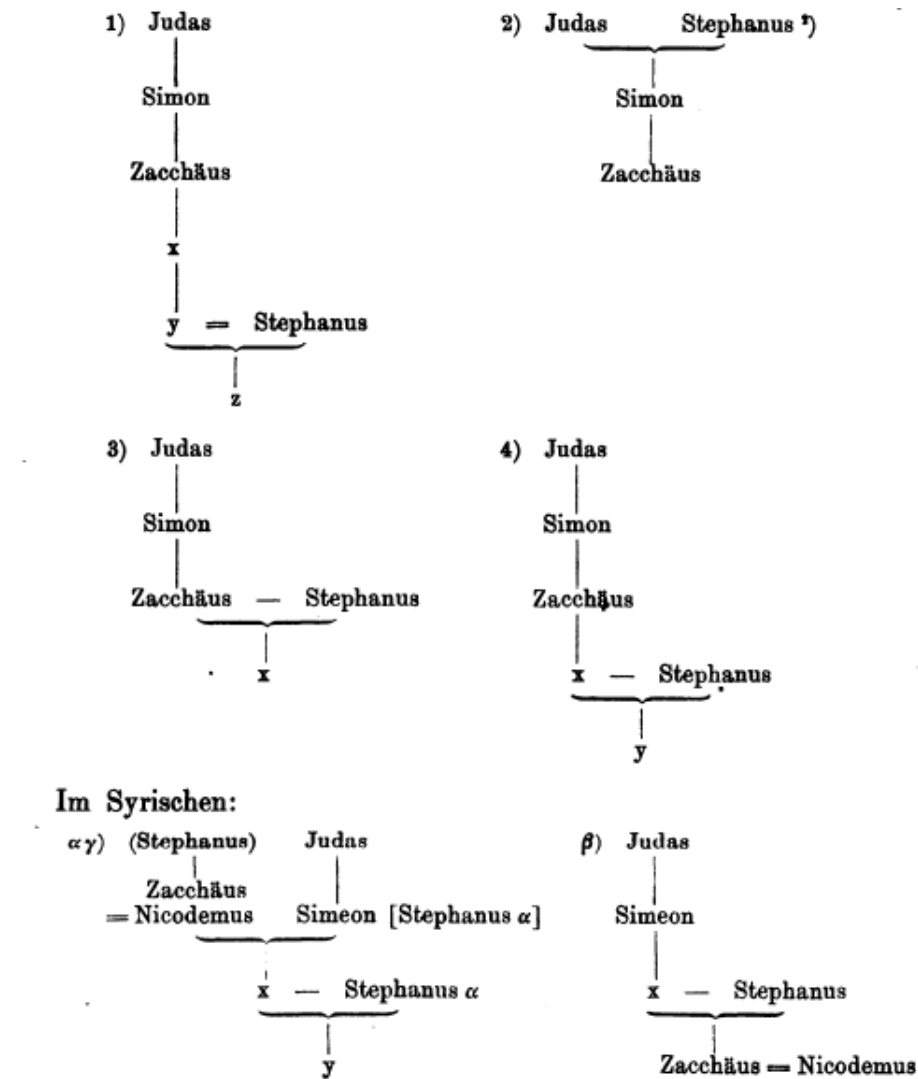 1) Judas
2) Judas Stephanus ²)
Simon
Simon
Zacchäus
Zacchäus
x
y = Stephanus
z
3) Judas
4) Judas
Simon
Simon
Zacchäus — Stephanus
Zacchäus
x
x — Stephanus
y
Im Syrischen:
αγ) (Stephanus) Judas
β) Judas
Zacchäus
= Nicodemus Simeon [Stephanus α]
Simeon
x — Stephanus α
x — Stephanus
y
Zacchäus = Nicodemus